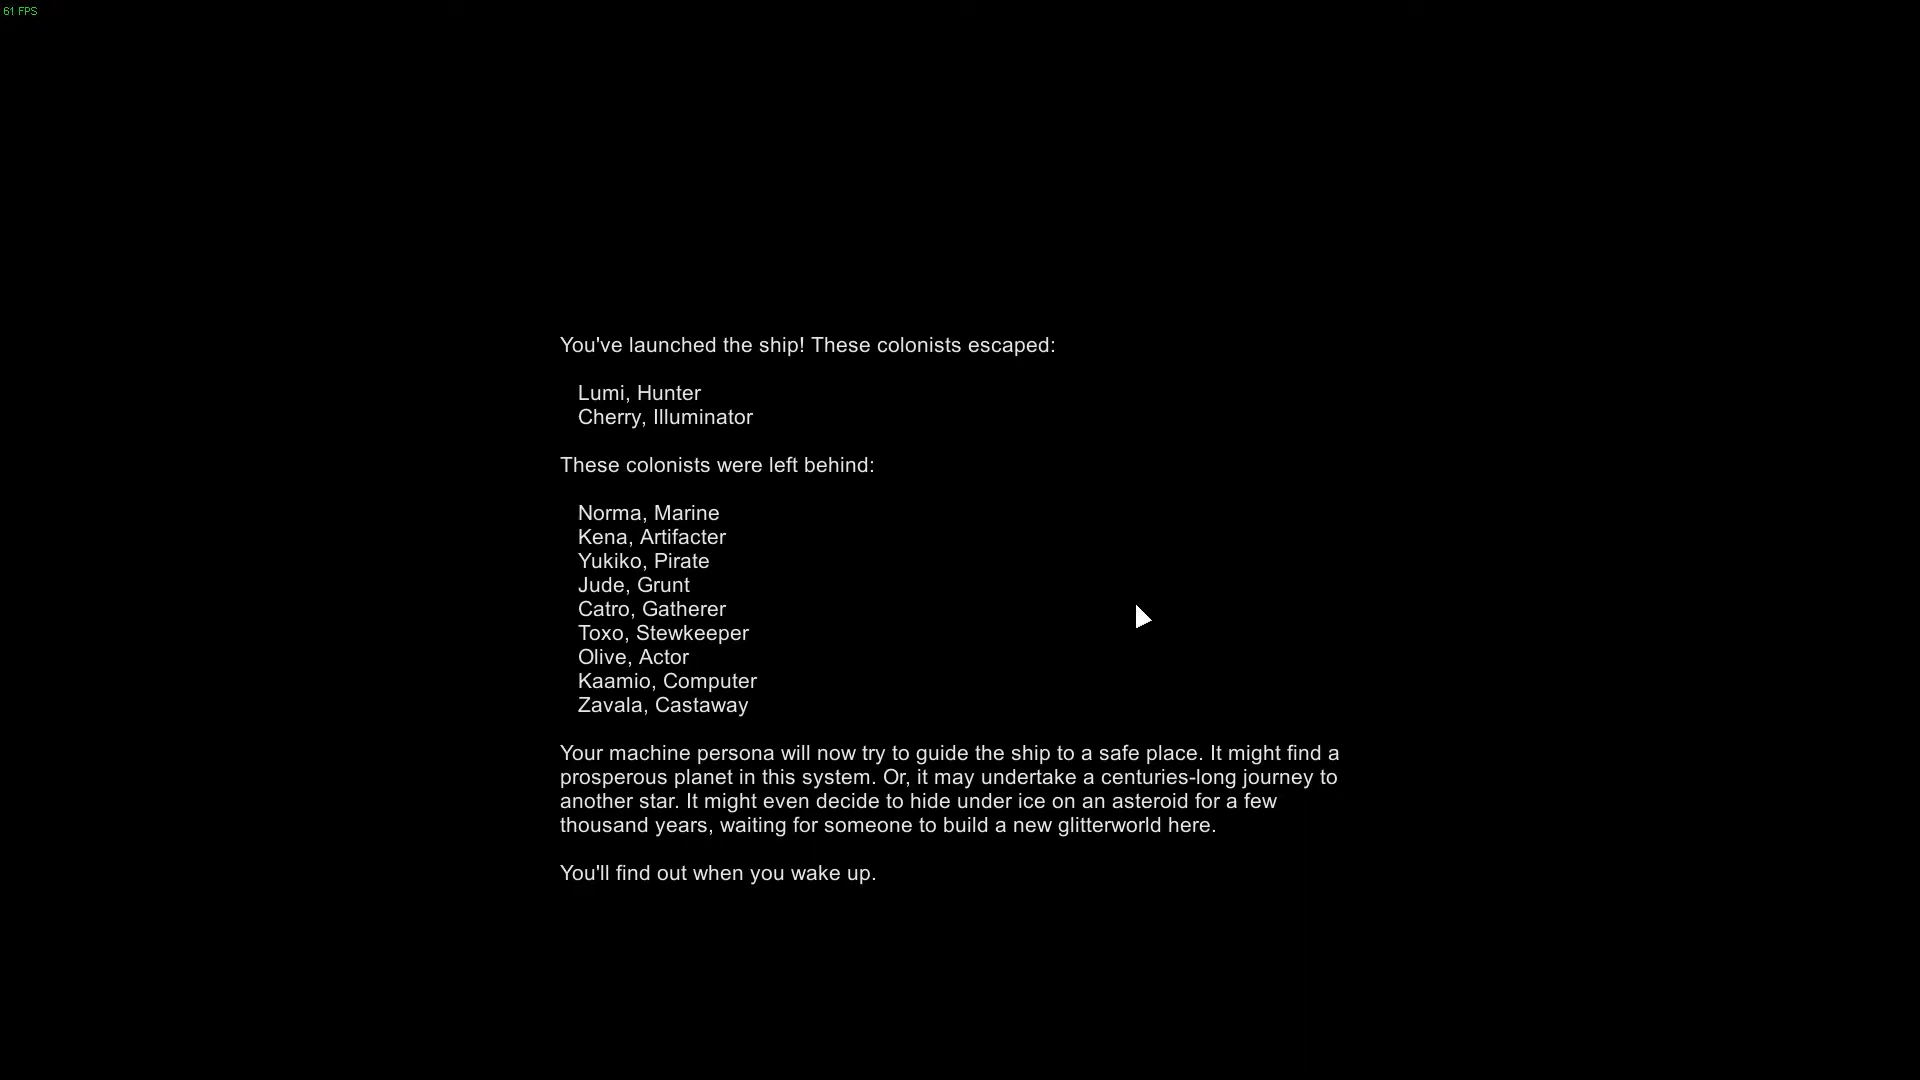 61 FPS
You've launched the ship! These colonists escaped:
Lumi, Hunter
Cherry, Illuminator
These colonists were left behind:
Norma, Marine
Kena, Artifacter
Yukiko, Pirate
Jude, Grunt
Catro, Gatherer
Toxo, Stewkeeper
Olive, Actor
Kaamio, Computer
Zavala, Castaway
Your machine persona will now try to guide the ship to a safe place. It might find a
prosperous planet in this system. Or, it may undertake a centuries-long journey to
another star. It might even decide to hide under ice on an asteroid for a few
thousand years, waiting for someone to build a new glitterworld here.
You'll find out when you wake up.